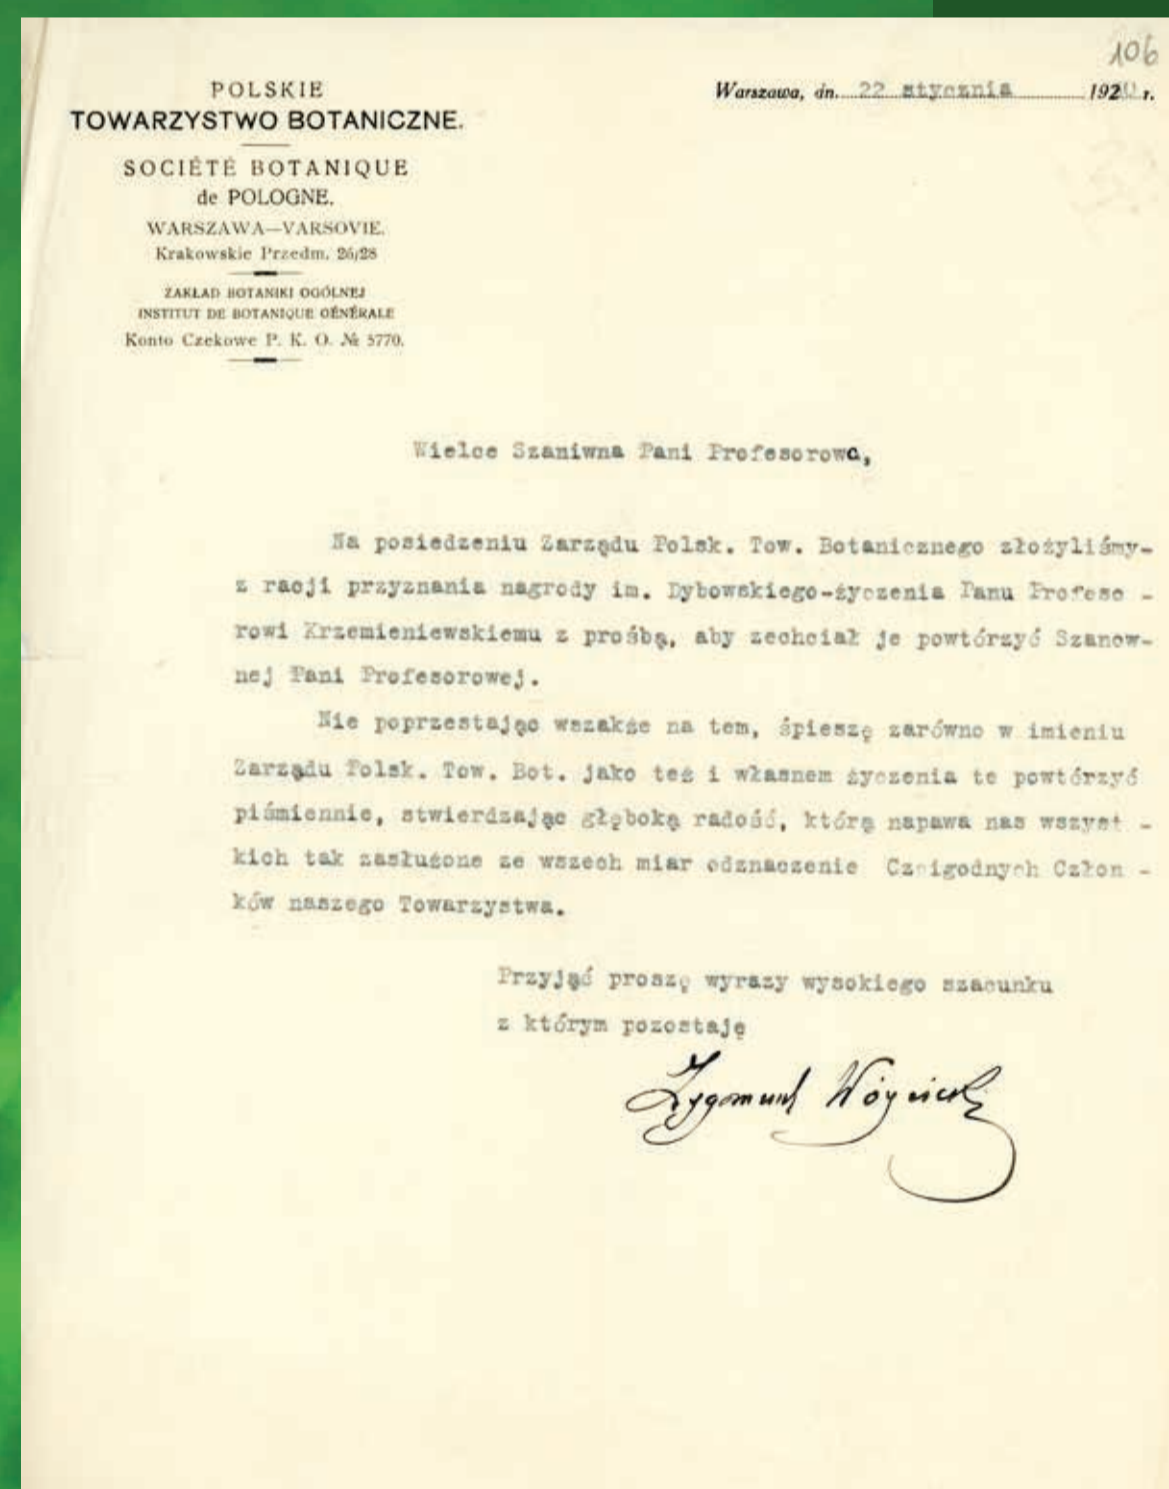 106
POLSKIE
TOWARZYSTWO BOTANICZNE.
SOCIÉTÉ BOTANIQUE
de POLOGNE.
WARSZAWA—VARSOVIE.
Krakowskie Przedm. 26/28
ZAKŁAD BOTANIKI OGÓLNEJ
INSTITUT DE BOTANIQUE GÉNÉRALE
Konto Czekowe P. K. O. № 5770.
Warszawa, dn. 22 stycznia 192 r.
Wielce Szaniwna Pani Profesorowa,
Na posiedzeniu Zarządu Polsk. Tow. Botanicznego złożyliśmy-
z racji przyznania nagrody im. Dybowskiego-życzenia Panu Profeso -
rowi Krzemieniewskiemu z prośbą, aby zechciał je powtórzyć Szanow-
nej Pani Profesorowej.
Nie poprzestając wszakże na tem, śpieszę zarówno w imieniu
Zarządu Polsk. Tow. Bot. jako też i własnem życzenia te powtórzyć
piśmiennie, stwierdzając głęboką radość, którą napawa nas wszyst -
kich tak zasłużone ze wszech miar odznaczenie Czcigodnych Człon -
ków naszego Towarzystwa.
Przyjąć proszę wyrazy wysokiego szacunku
z którym pozostaję
Zygmunt Wóycicki